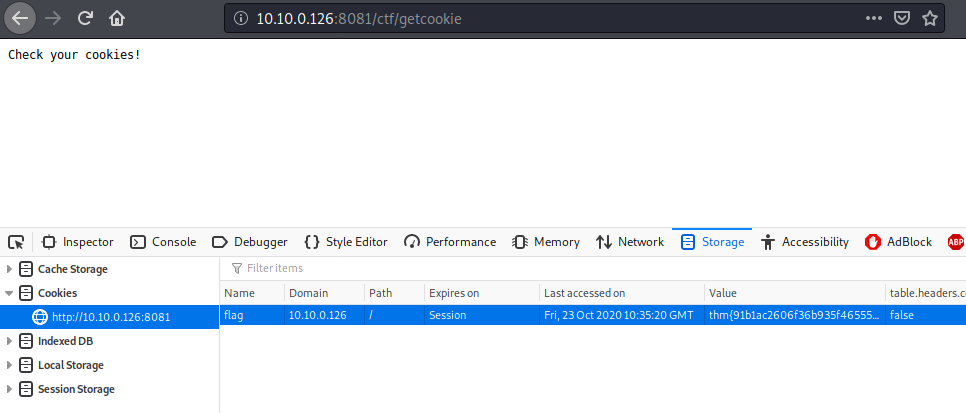 10.10.0.126:8081/ctf/getcookie
Check your cookies!
Inspector Console Debugger Style Editor Performance Memory Network Storage Accessibility AdBlock ABP
Cache Storage
Filter items
Cookies
Name Domain Path Expires on Last accessed on Value table.headers.c
http://10.10.0.126:8081
flag 10.10.0.126 / Session Fri, 23 Oct 2020 10:35:20 GMT thm{91b1ac2606f36b935f46555… false
Indexed DB
Local Storage
Session Storage